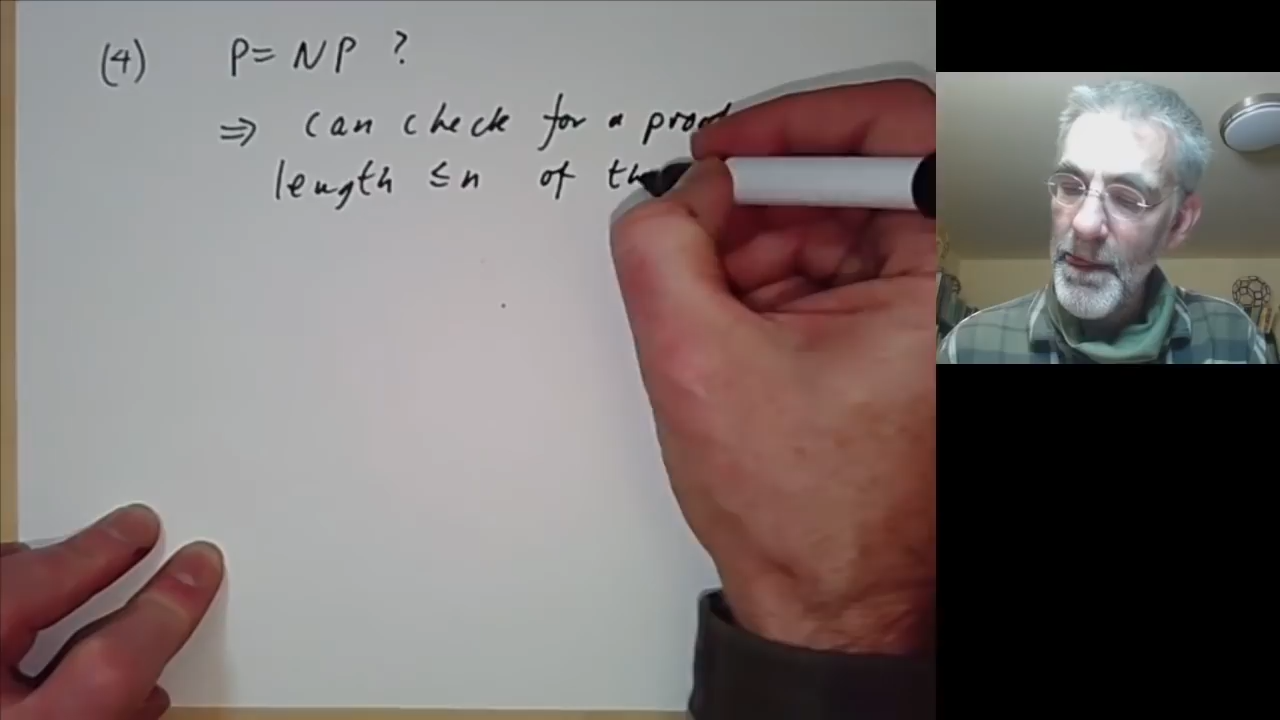 (4) P = NP ?
⇒ can check for a proof
length ≤ n of th